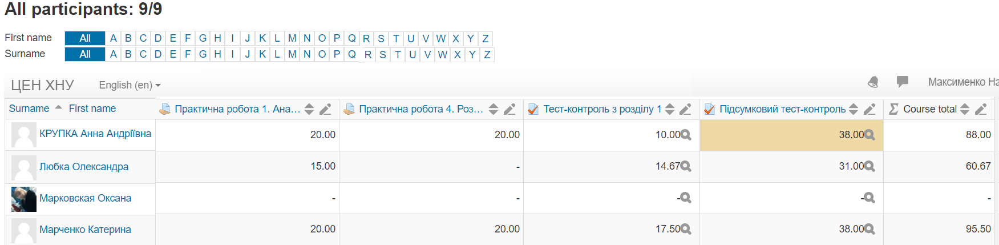 All participants: 9/9
First name All A B C D E F G H I J K L M N O P Q R S T U V W X Y Z
Surname All A B C D E F G H I J K L M N O P Q R S T U V W X Y Z
ЦЕН ХНУ English (en) Максименко На
Surname First name Практична робота 1. Ана... Практична робота 4. Роз... Тест-контроль з розділу 1 Підсумковий тест-контроль Σ Course total
КРУПКА Анна Андріївна 20.00 20.00 10.00 38.00 88.00
Любка Олександра 15.00 - 14.67 31.00 60.67
Марковская Оксана - - - - -
Марченко Катерина 20.00 20.00 17.50 38.00 95.50